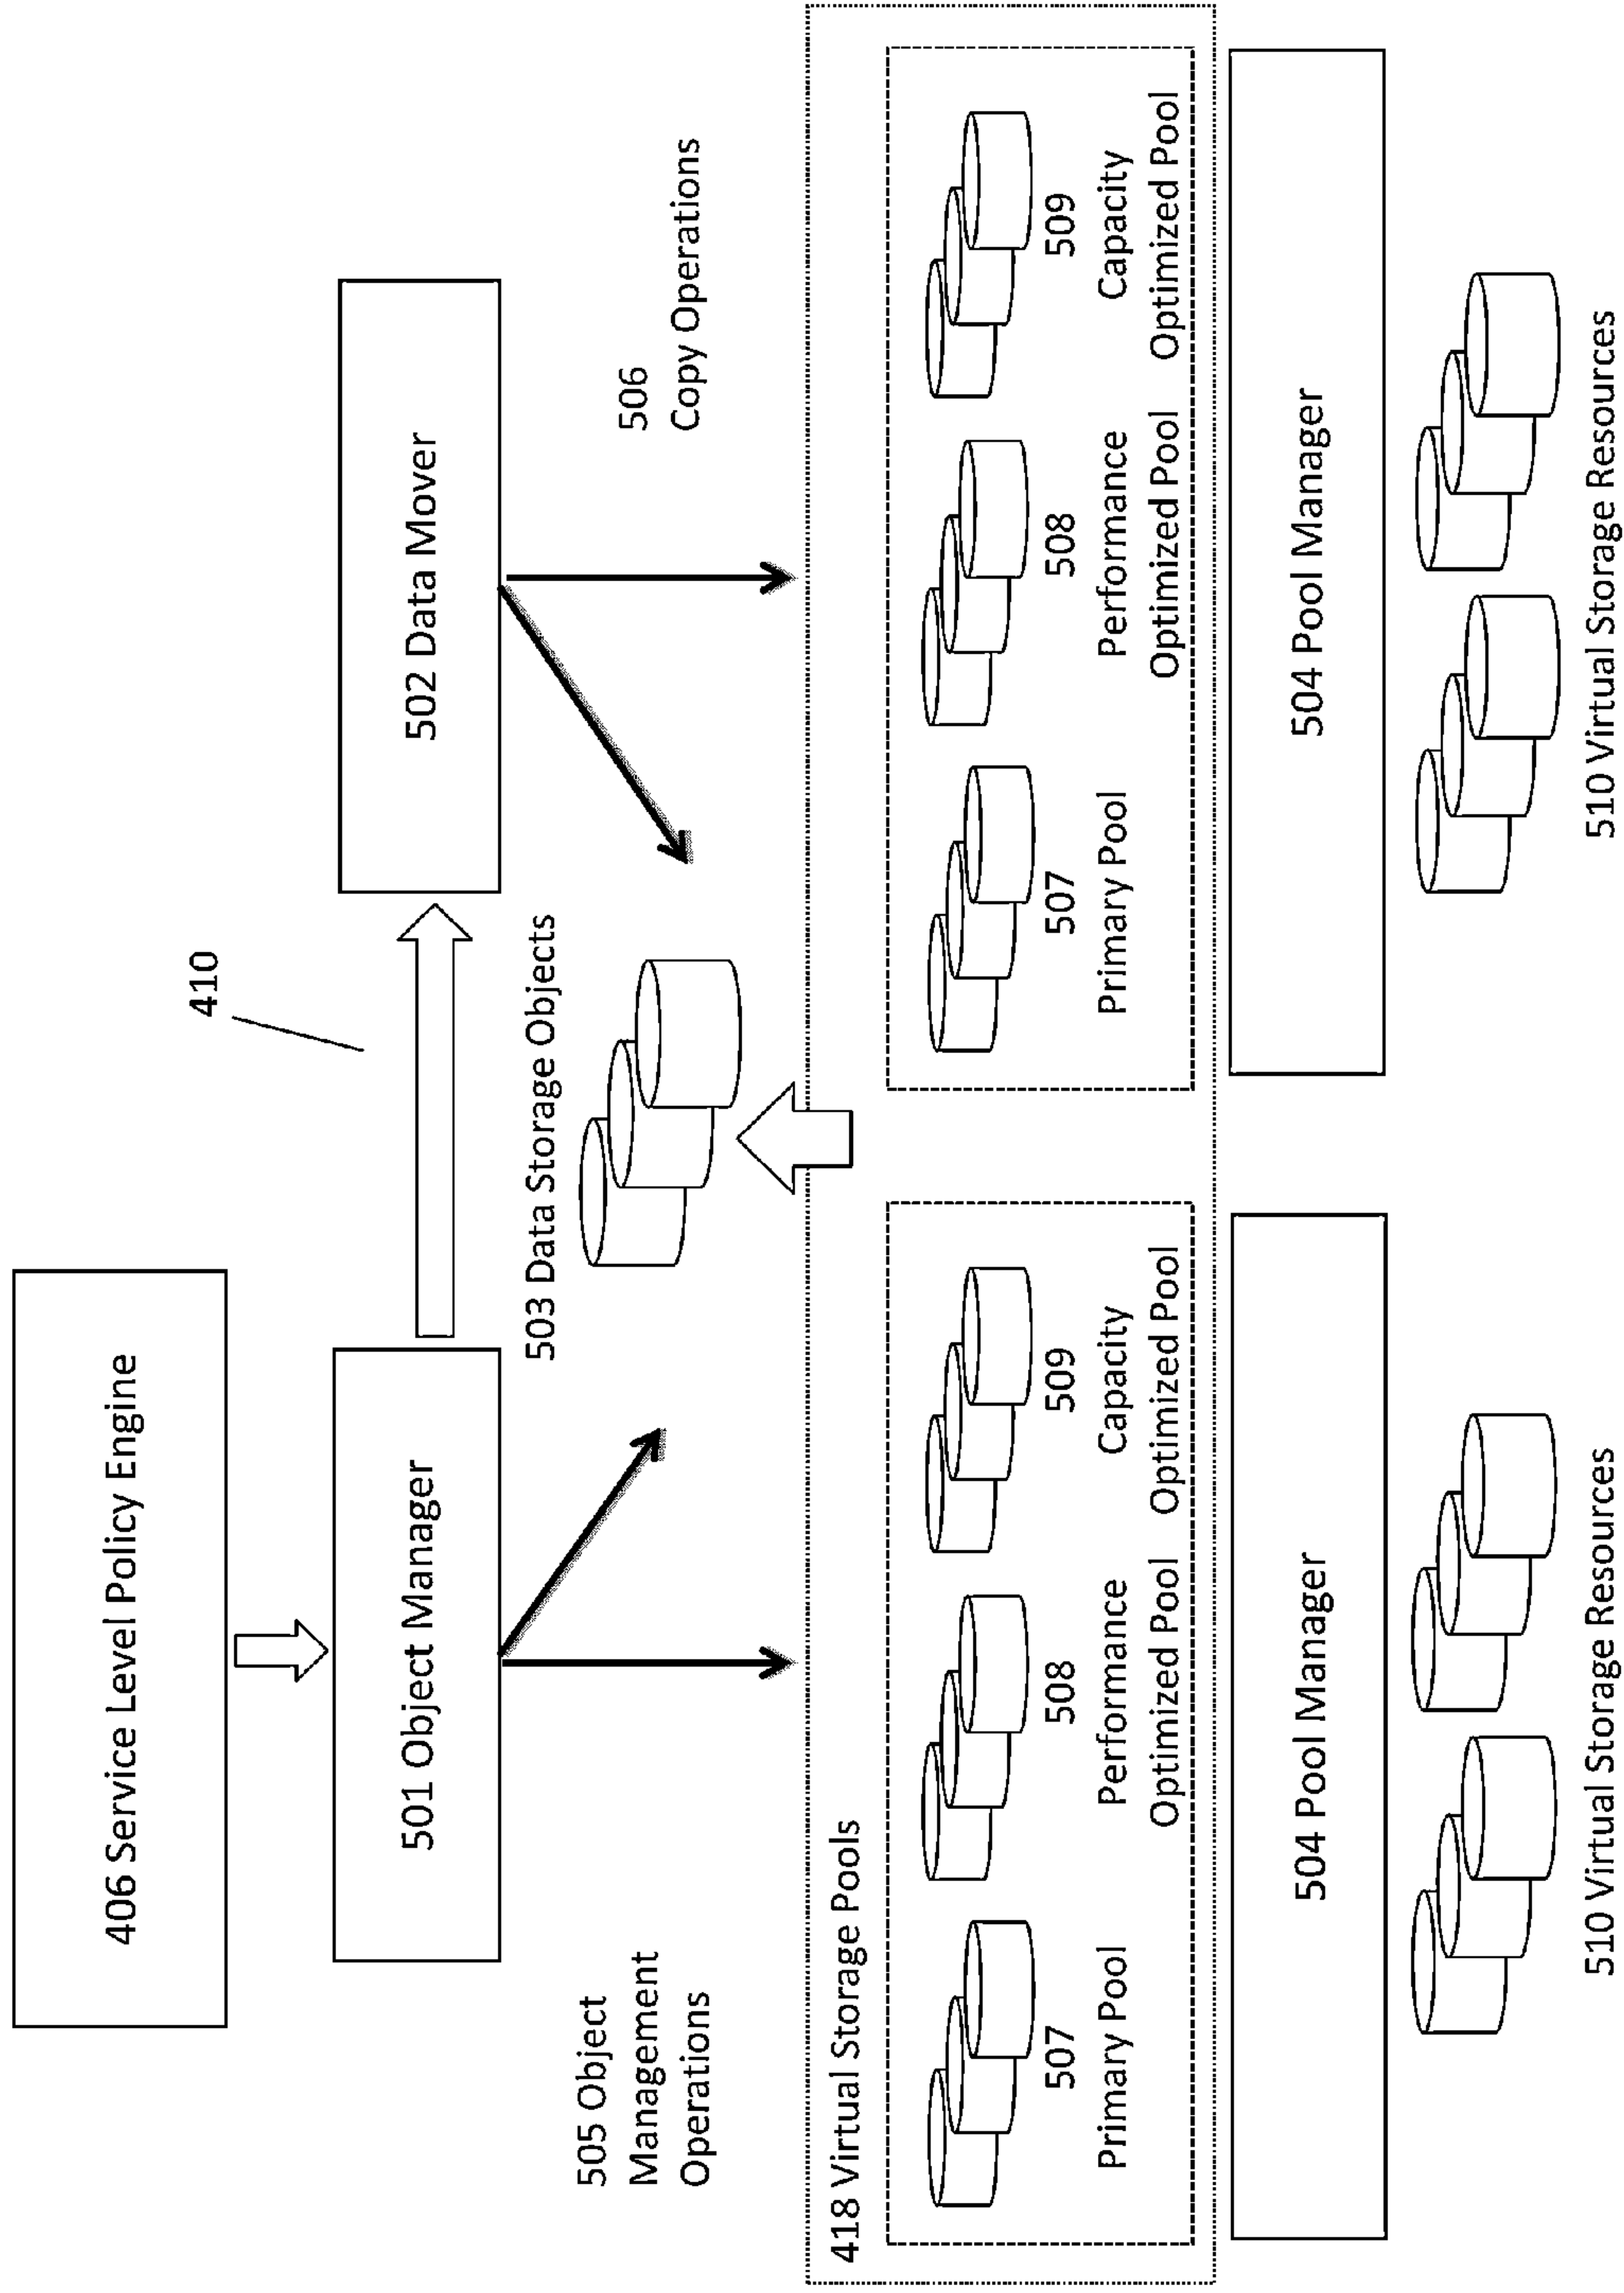 406 Service Level Policy Engine
410
501 Object Manager
502 Data Mover
503 Data Storage Objects
505 Object
Management
Operations
506
Copy Operations
418 Virtual Storage Pools
507
Primary Pool
508
Performance
Optimized Pool
509
Capacity
Optimized Pool
507
Primary Pool
508
Performance
Optimized Pool
509
Capacity
Optimized Pool
504 Pool Manager
504 Pool Manager
510 Virtual Storage Resources
510 Virtual Storage Resources